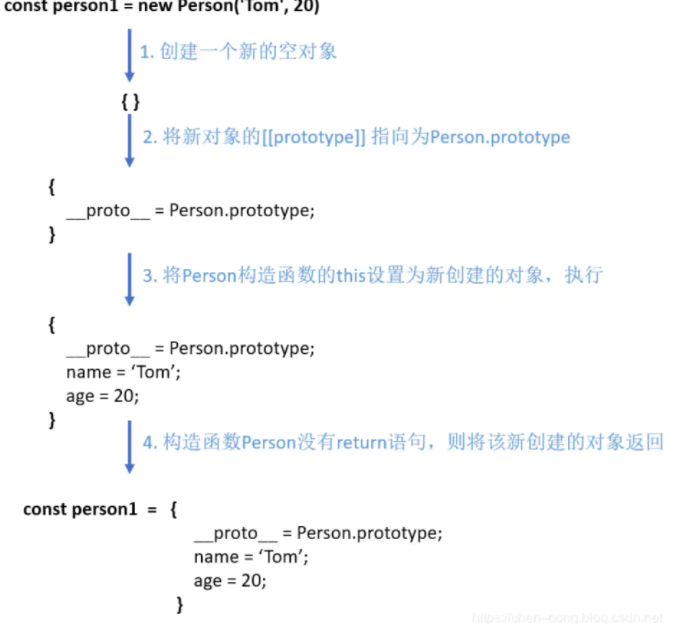 const person1 = new Person('Tom', 20)
1. 创建一个新的空对象
{ }
2. 将新对象的[[prototype]] 指向为Person.prototype
{
__proto__ = Person.prototype;
}
3. 将Person构造函数的this设置为新创建的对象，执行
{
__proto__ = Person.prototype;
name = ‘Tom’;
age = 20;
}
4. 构造函数Person没有return语句，则将该新创建的对象返回
const person1 = {
__proto__ = Person.prototype;
name = ‘Tom’;
age = 20;
}
https://chen-cong.blog.csdn.net